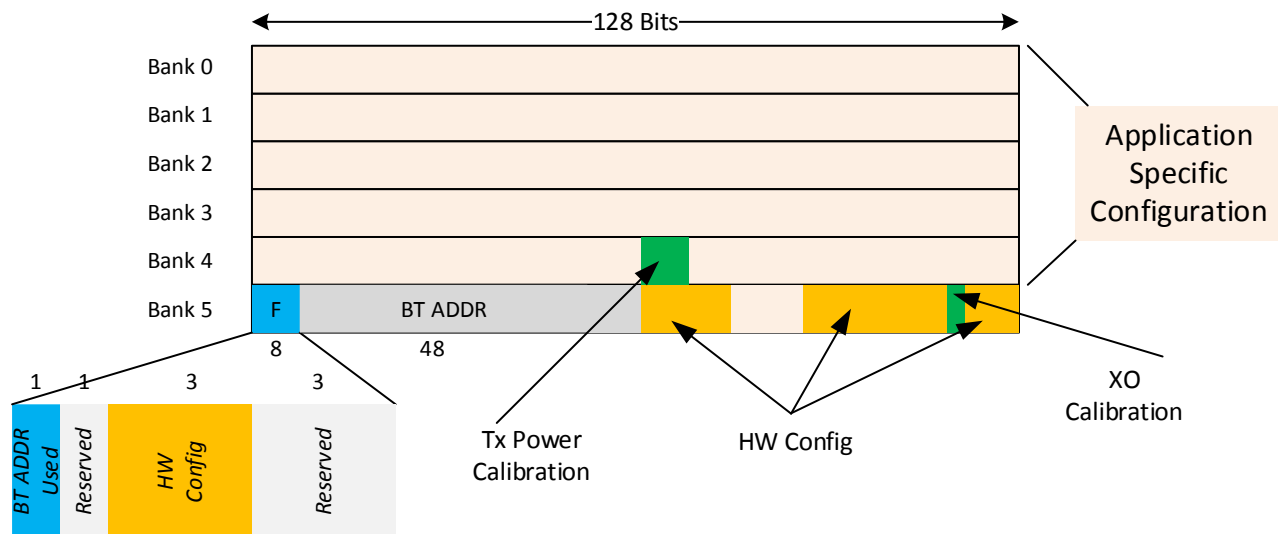 128 Bits
Bank 0
Bank 1
Bank 2
Bank 3
Bank 4
Bank 5
F
BT ADDR
8
48
Application
Specific
Configuration
1
1
3
3
BT ADDR
Used
Reserved
HW
Config
Reserved
Tx Power
Calibration
HW Config
XO
Calibration